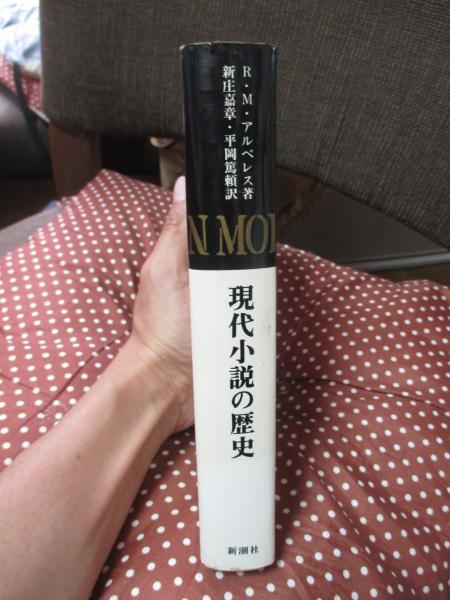 R・M・アルベレス著
新庄嘉章・平岡篤頼訳
N MO
現代小説の歴史
新潮社